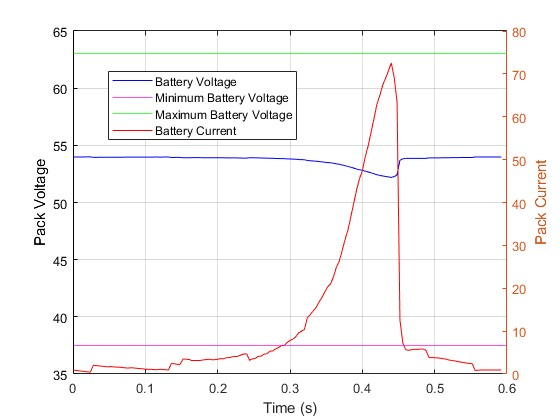 65
60
55
50
45
40
35
Pack Voltage
80
70
60
50
40
30
20
10
0
Pack Current
Battery Voltage
Minimum Battery Voltage
Maximum Battery Voltage
Battery Current
0 0.1 0.2 0.3 0.4 0.5 0.6
Time (s)